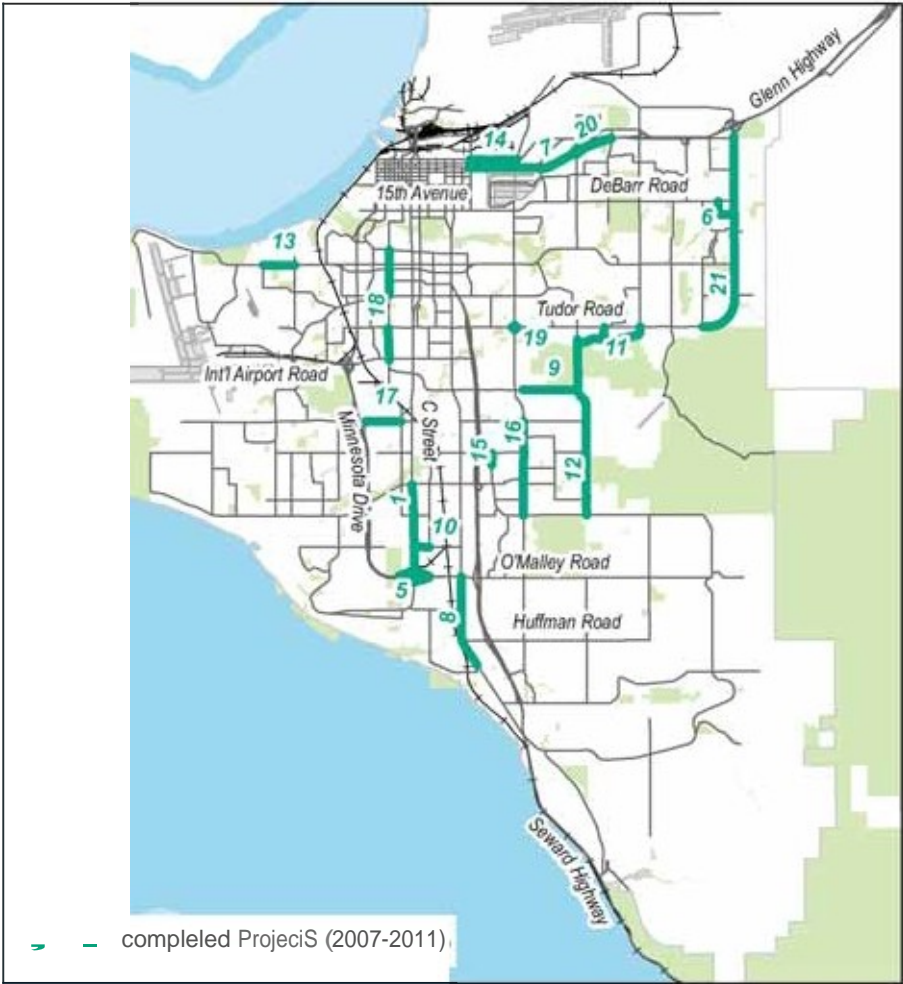 Glenn Highway
14
7
20
15th Avenue
DeBarr Road
6
13
21
18
Tudor Road
19
11
9
Int'l Airport Road
17
C Street
16
15
Minnesota Drive
12
1
10
O'Malley Road
5
8
Huffman Road
Seward Highway
compleled ProjeciS (2007-2011)